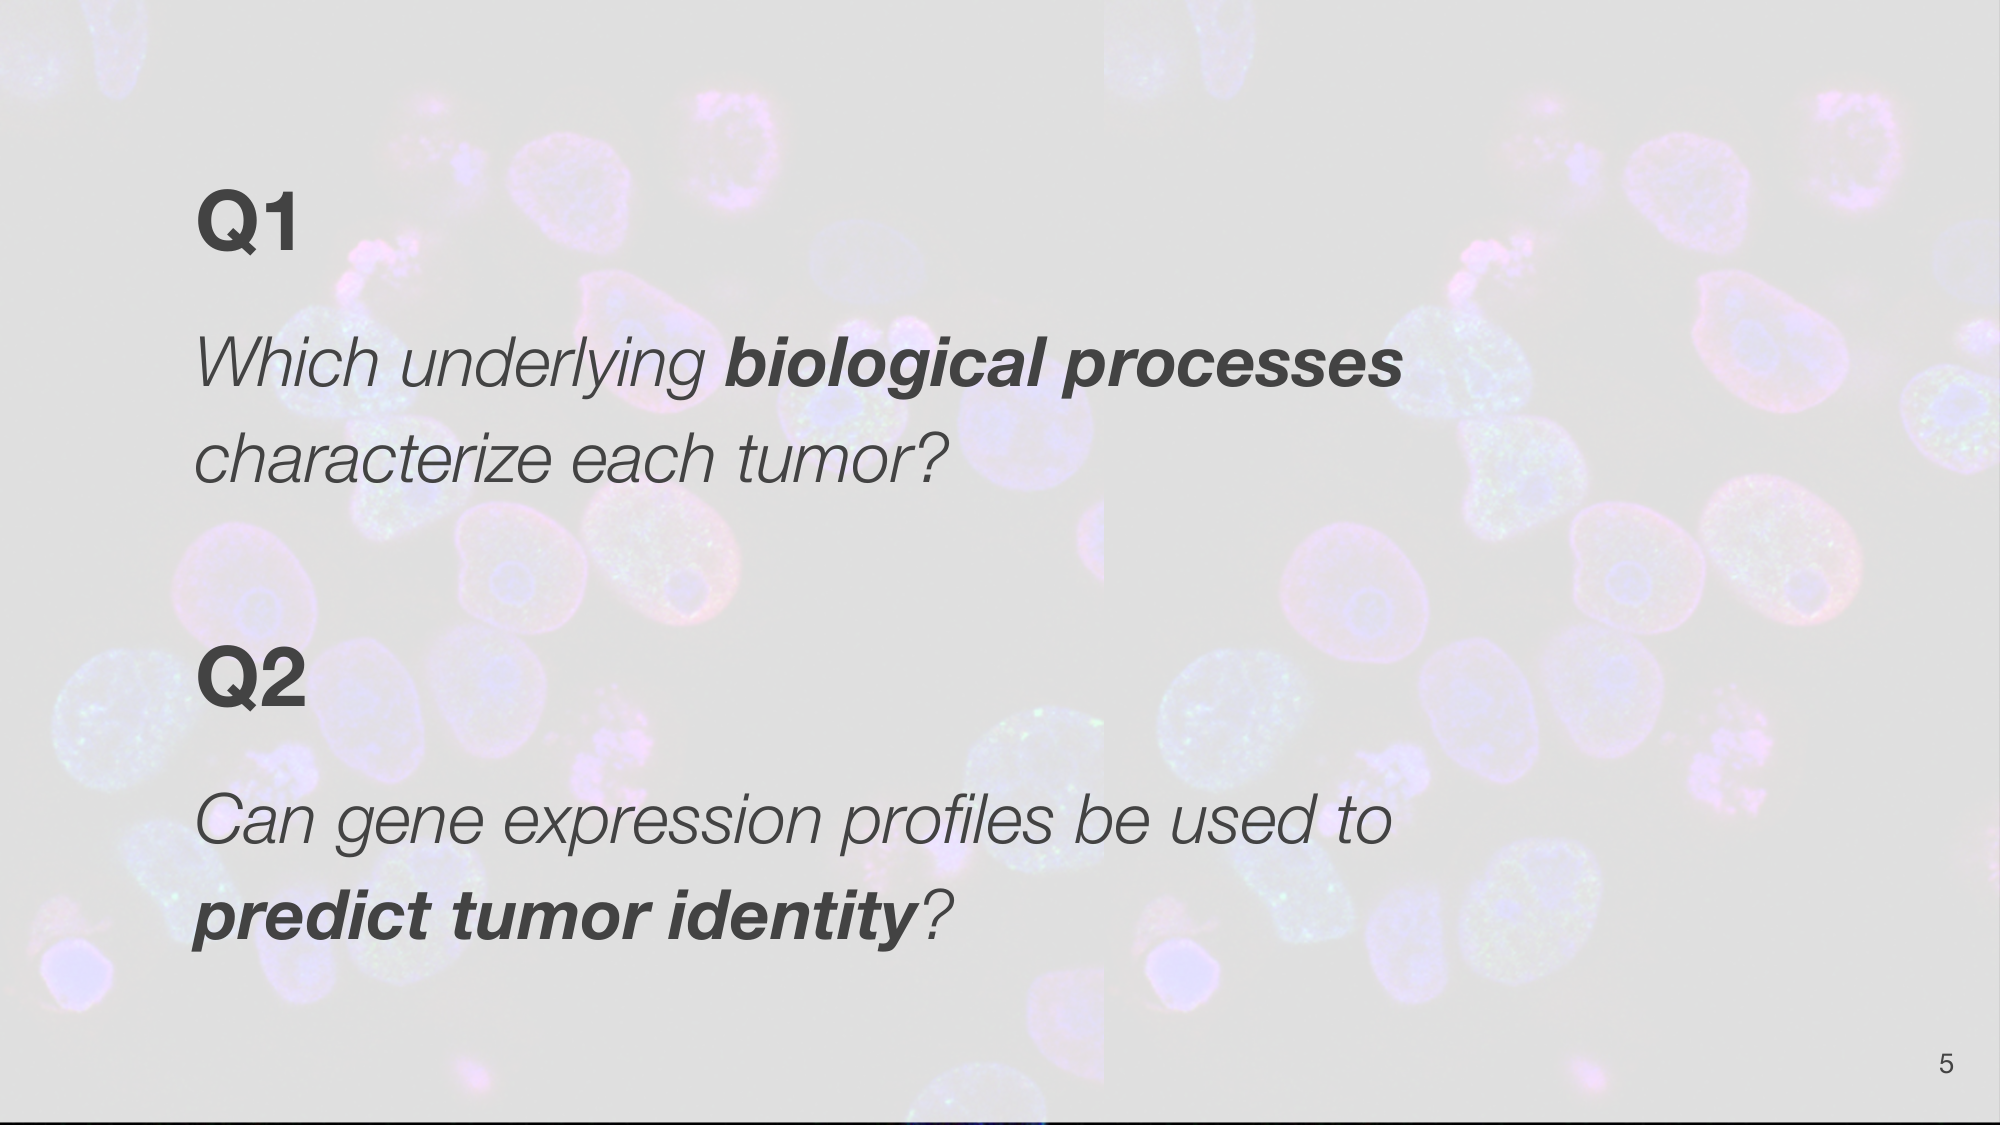 Q1
Which underlying biological processes
characterize each tumor?
Q2
Can gene expression profiles be used to
predict tumor identity?
5